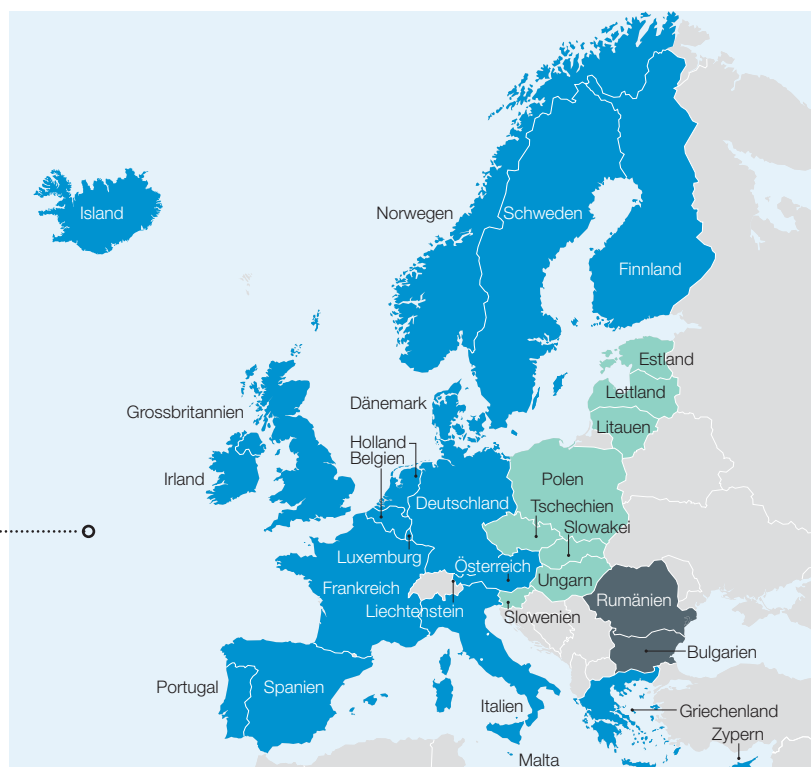 Island
Norwegen
Schweden
Finnland
Estland
Lettland
Litauen
Grossbritannien
Dänemark
Irland
Holland
Belgien
Deutschland
Polen
Tschechien
Slowakei
Luxemburg
Österreich
Ungarn
Frankreich
Liechtenstein
Slowenien
Rumänien
Bulgarien
Portugal
Spanien
Italien
Griechenland
Zypern
Malta